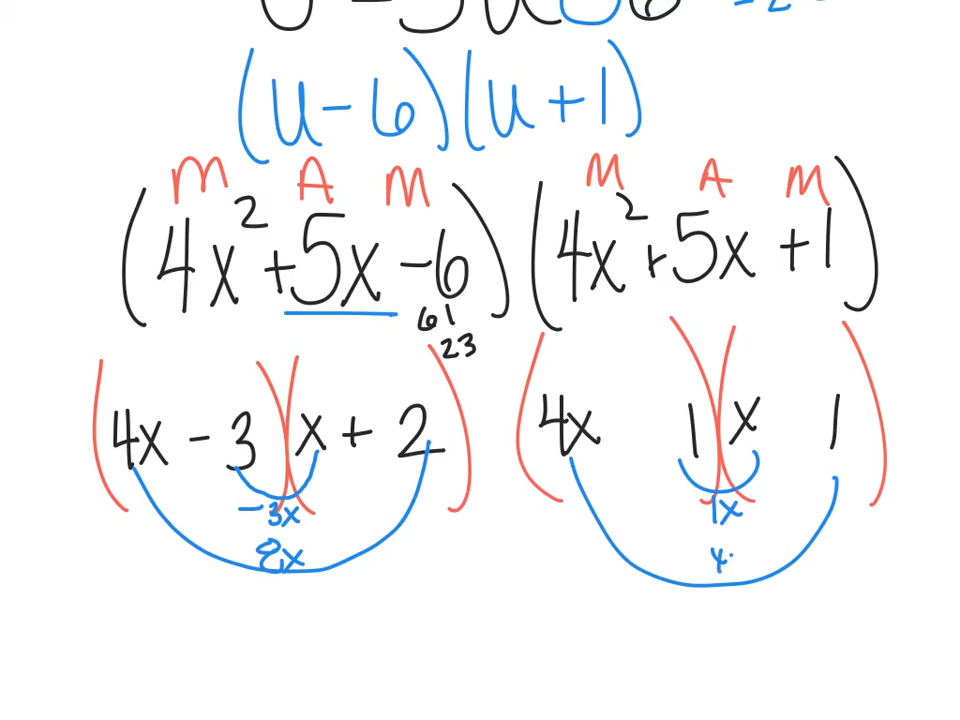 (u - 6)(u + 1)
M A M M A M
(4x² + 5x - 6)(4x² + 5x + 1)
6 1
2 3
(4x - 3)(x + 2) (4x 1)(x 1)
-3x 1x
8x 4